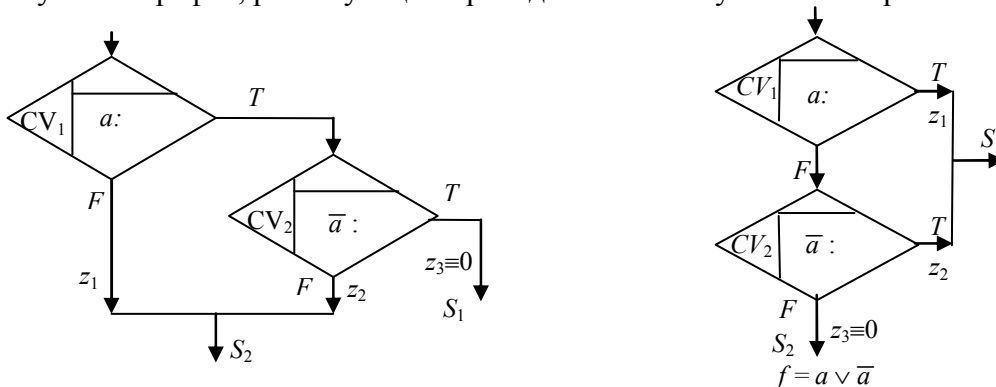 T
CV₁ a:
F
T
CV₂ a̅ :
z₃≡0
z₁
F z₂
S₁
S₂
CV₁ a:
T
z₁
S
F
CV₂ a̅ :
T
z₂
F
S₂ z₃≡0
f = a ∨ a̅